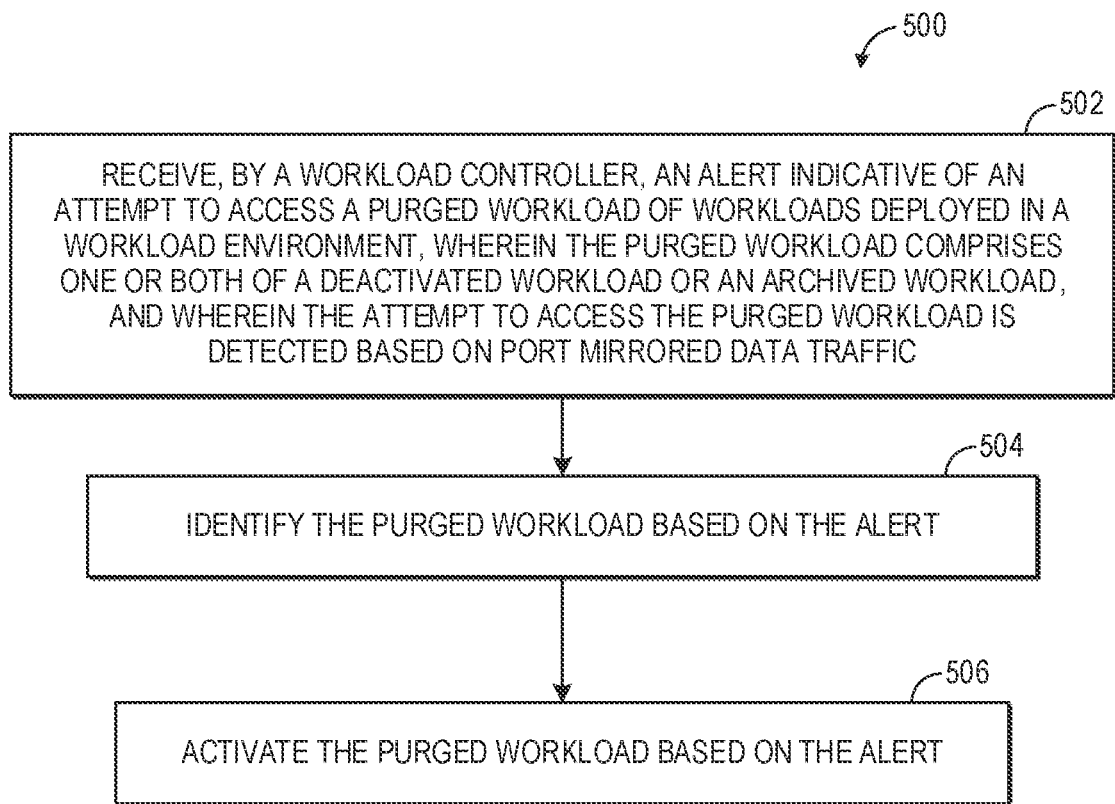 500
502
RECEIVE, BY A WORKLOAD CONTROLLER, AN ALERT INDICATIVE OF AN
ATTEMPT TO ACCESS A PURGED WORKLOAD OF WORKLOADS DEPLOYED IN A
WORKLOAD ENVIRONMENT, WHEREIN THE PURGED WORKLOAD COMPRISES
ONE OR BOTH OF A DEACTIVATED WORKLOAD OR AN ARCHIVED WORKLOAD,
AND WHEREIN THE ATTEMPT TO ACCESS THE PURGED WORKLOAD IS
DETECTED BASED ON PORT MIRRORED DATA TRAFFIC
504
IDENTIFY THE PURGED WORKLOAD BASED ON THE ALERT
506
ACTIVATE THE PURGED WORKLOAD BASED ON THE ALERT